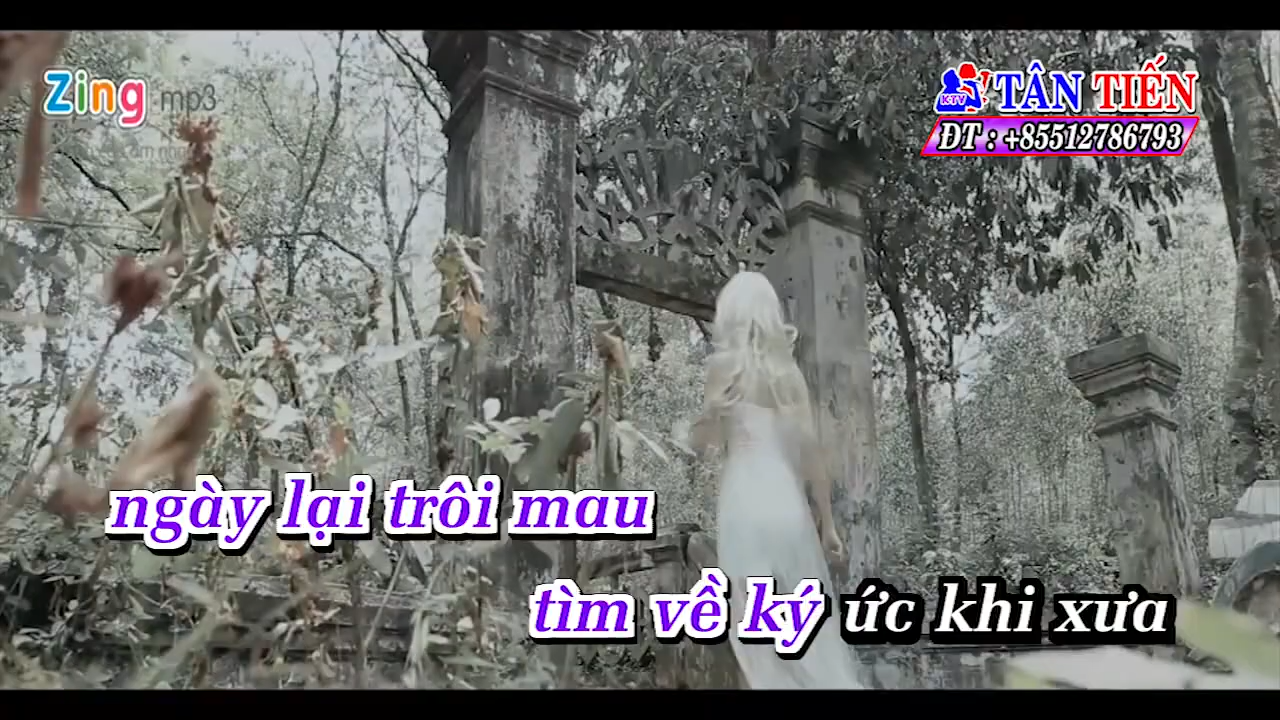 Zing mp3
KTV TÂN TIẾN
ĐT : +85512786793
ngày lại trôi mau
tìm về ký ức khi xưa